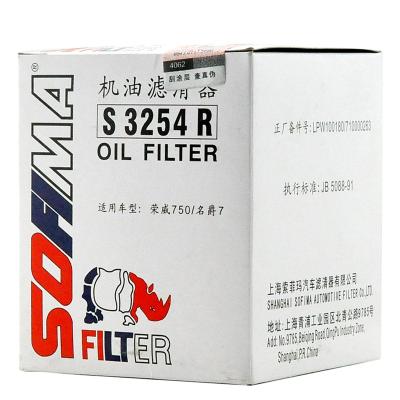 4062
刮涂层 查真伪
SOFIMA®
机油滤清器
S 3254 R
OIL FILTER
适用车型: 荣威750/名爵7
FILTER
正厂备件号: LPW100180/710000263
执行标准: JB 5088-91
上海索菲玛汽车滤清器有限公司
SHANGHAI SOFIMA AUTOMOTIVE FILTER Co., LTD.
地址: 上海青浦工业园区北青公路9785号
Add: No.9785,Beiqing Road,QingPu Industry Zone,
Shanghai,P.R.China